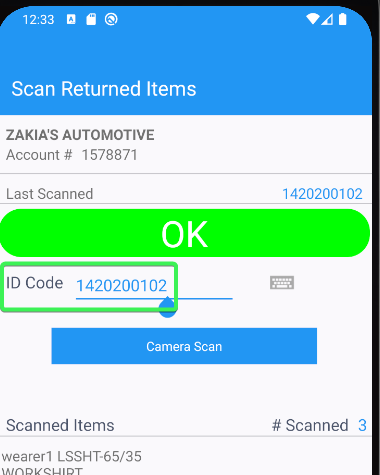 12:33
Scan Returned Items
ZAKIA'S AUTOMOTIVE
Account # 1578871
Last Scanned 1420200102
OK
ID Code 1420200102
Camera Scan
Scanned Items # Scanned 3
wearer1 LSSHT-65/35
WORKSHIRT